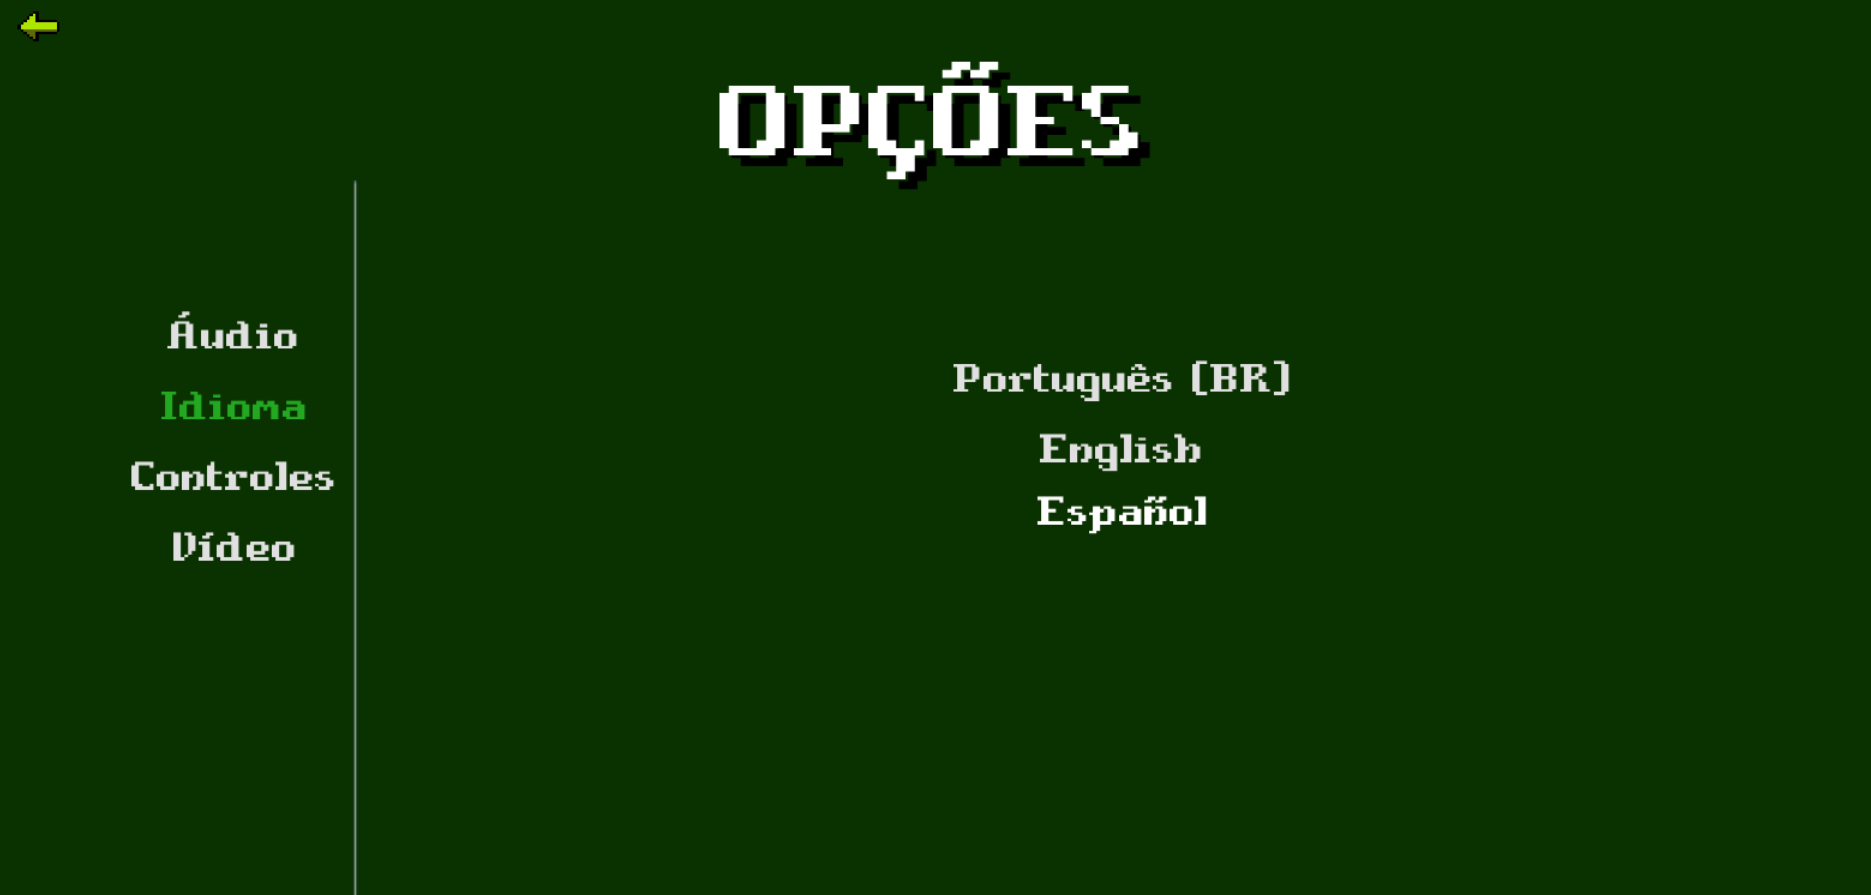 OPÇÕES
Áudio
Idioma
Controles
Vídeo
Português (BR)
English
Español